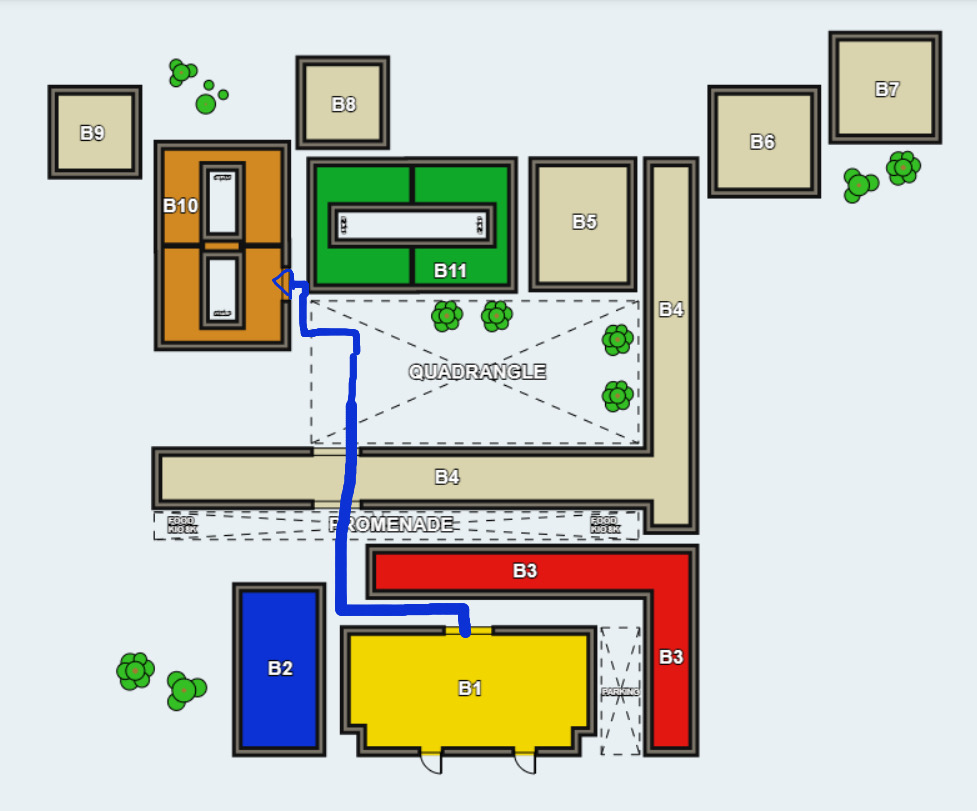 B7
B8
B9
B6
B10
B5
B11
B4
QUADRANGLE
B4
FOOD
KIOSK
PROMENADE
FOOD
KIOSK
B3
B3
B2
B1
PARKING